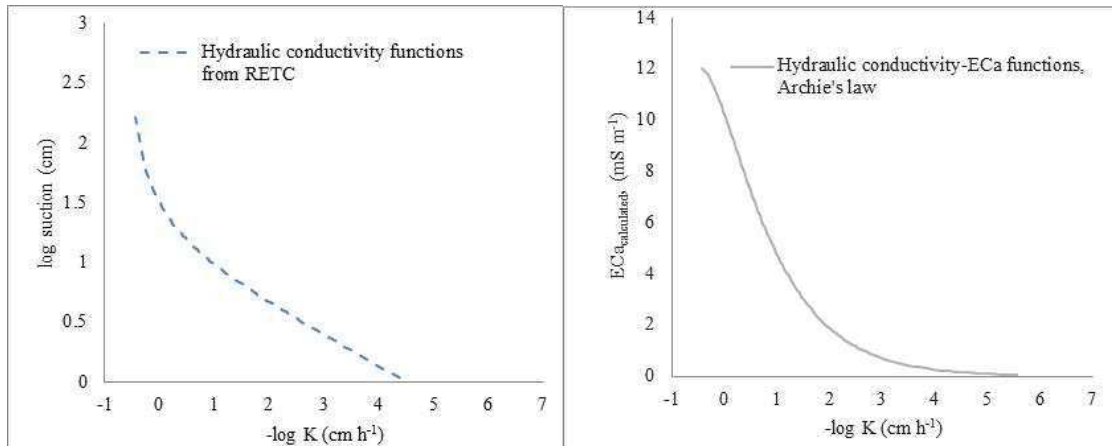 3
2.5
2
1.5
1
0.5
0
-1 0 1 2 3 4 5 6 7
log suction (cm)
-log K (cm h-1)
Hydraulic conductivity functions
from RETC
14
12
10
8
6
4
2
0
-1 0 1 2 3 4 5 6 7
ECacalculated, (mS m-1)
-log K (cm h-1)
Hydraulic conductivity-ECa functions,
Archie's law